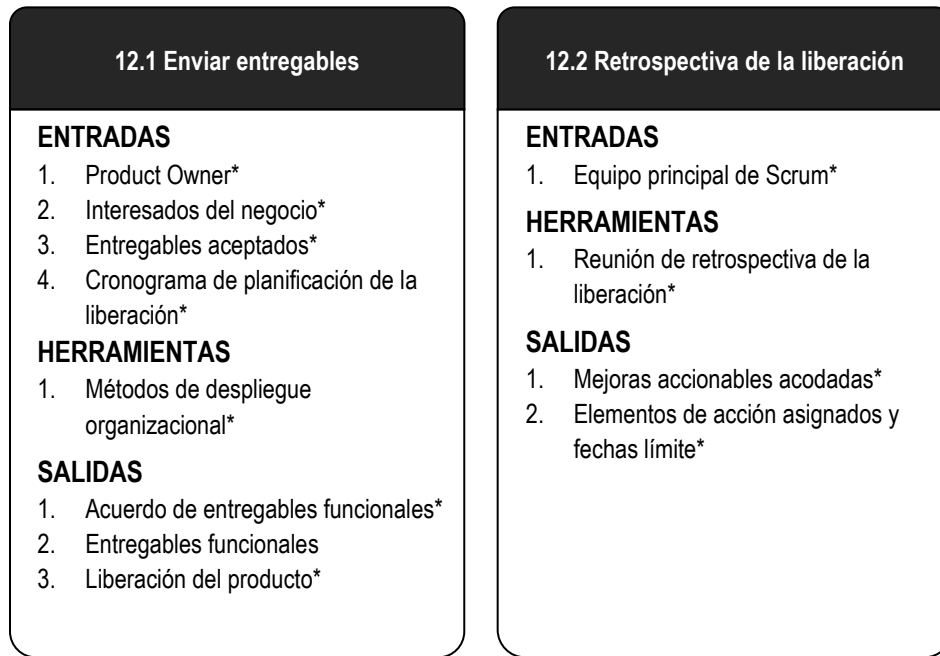 12.1 Enviar entregables
ENTRADAS
1. Product Owner*
2. Interesados del negocio*
3. Entregables aceptados*
4. Cronograma de planificación de la
liberación*
HERRAMIENTAS
1. Métodos de despliegue
organizacional*
SALIDAS
1. Acuerdo de entregables funcionales*
2. Entregables funcionales
3. Liberación del producto*
12.2 Retrospectiva de la liberación
ENTRADAS
1. Equipo principal de Scrum*
HERRAMIENTAS
1. Reunión de retrospectiva de la
liberación*
SALIDAS
1. Mejoras accionables acodadas*
2. Elementos de acción asignados y
fechas límite*